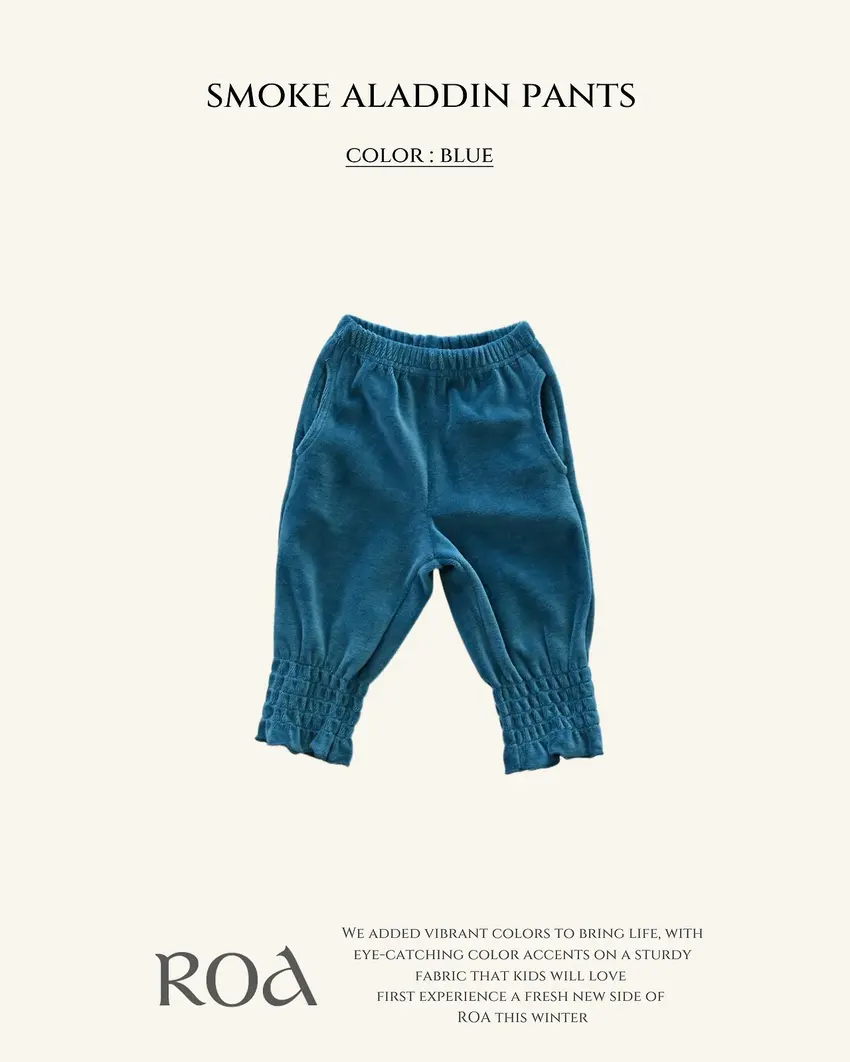 SMOKE ALADDIN PANTS
COLOR : BLUE
WE ADDED VIBRANT COLORS TO BRING LIFE, WITH
EYE-CATCHING COLOR ACCENTS ON A STURDY
FABRIC THAT KIDS WILL LOVE
FIRST EXPERIENCE A FRESH NEW SIDE OF
ROA THIS WINTER
ROA